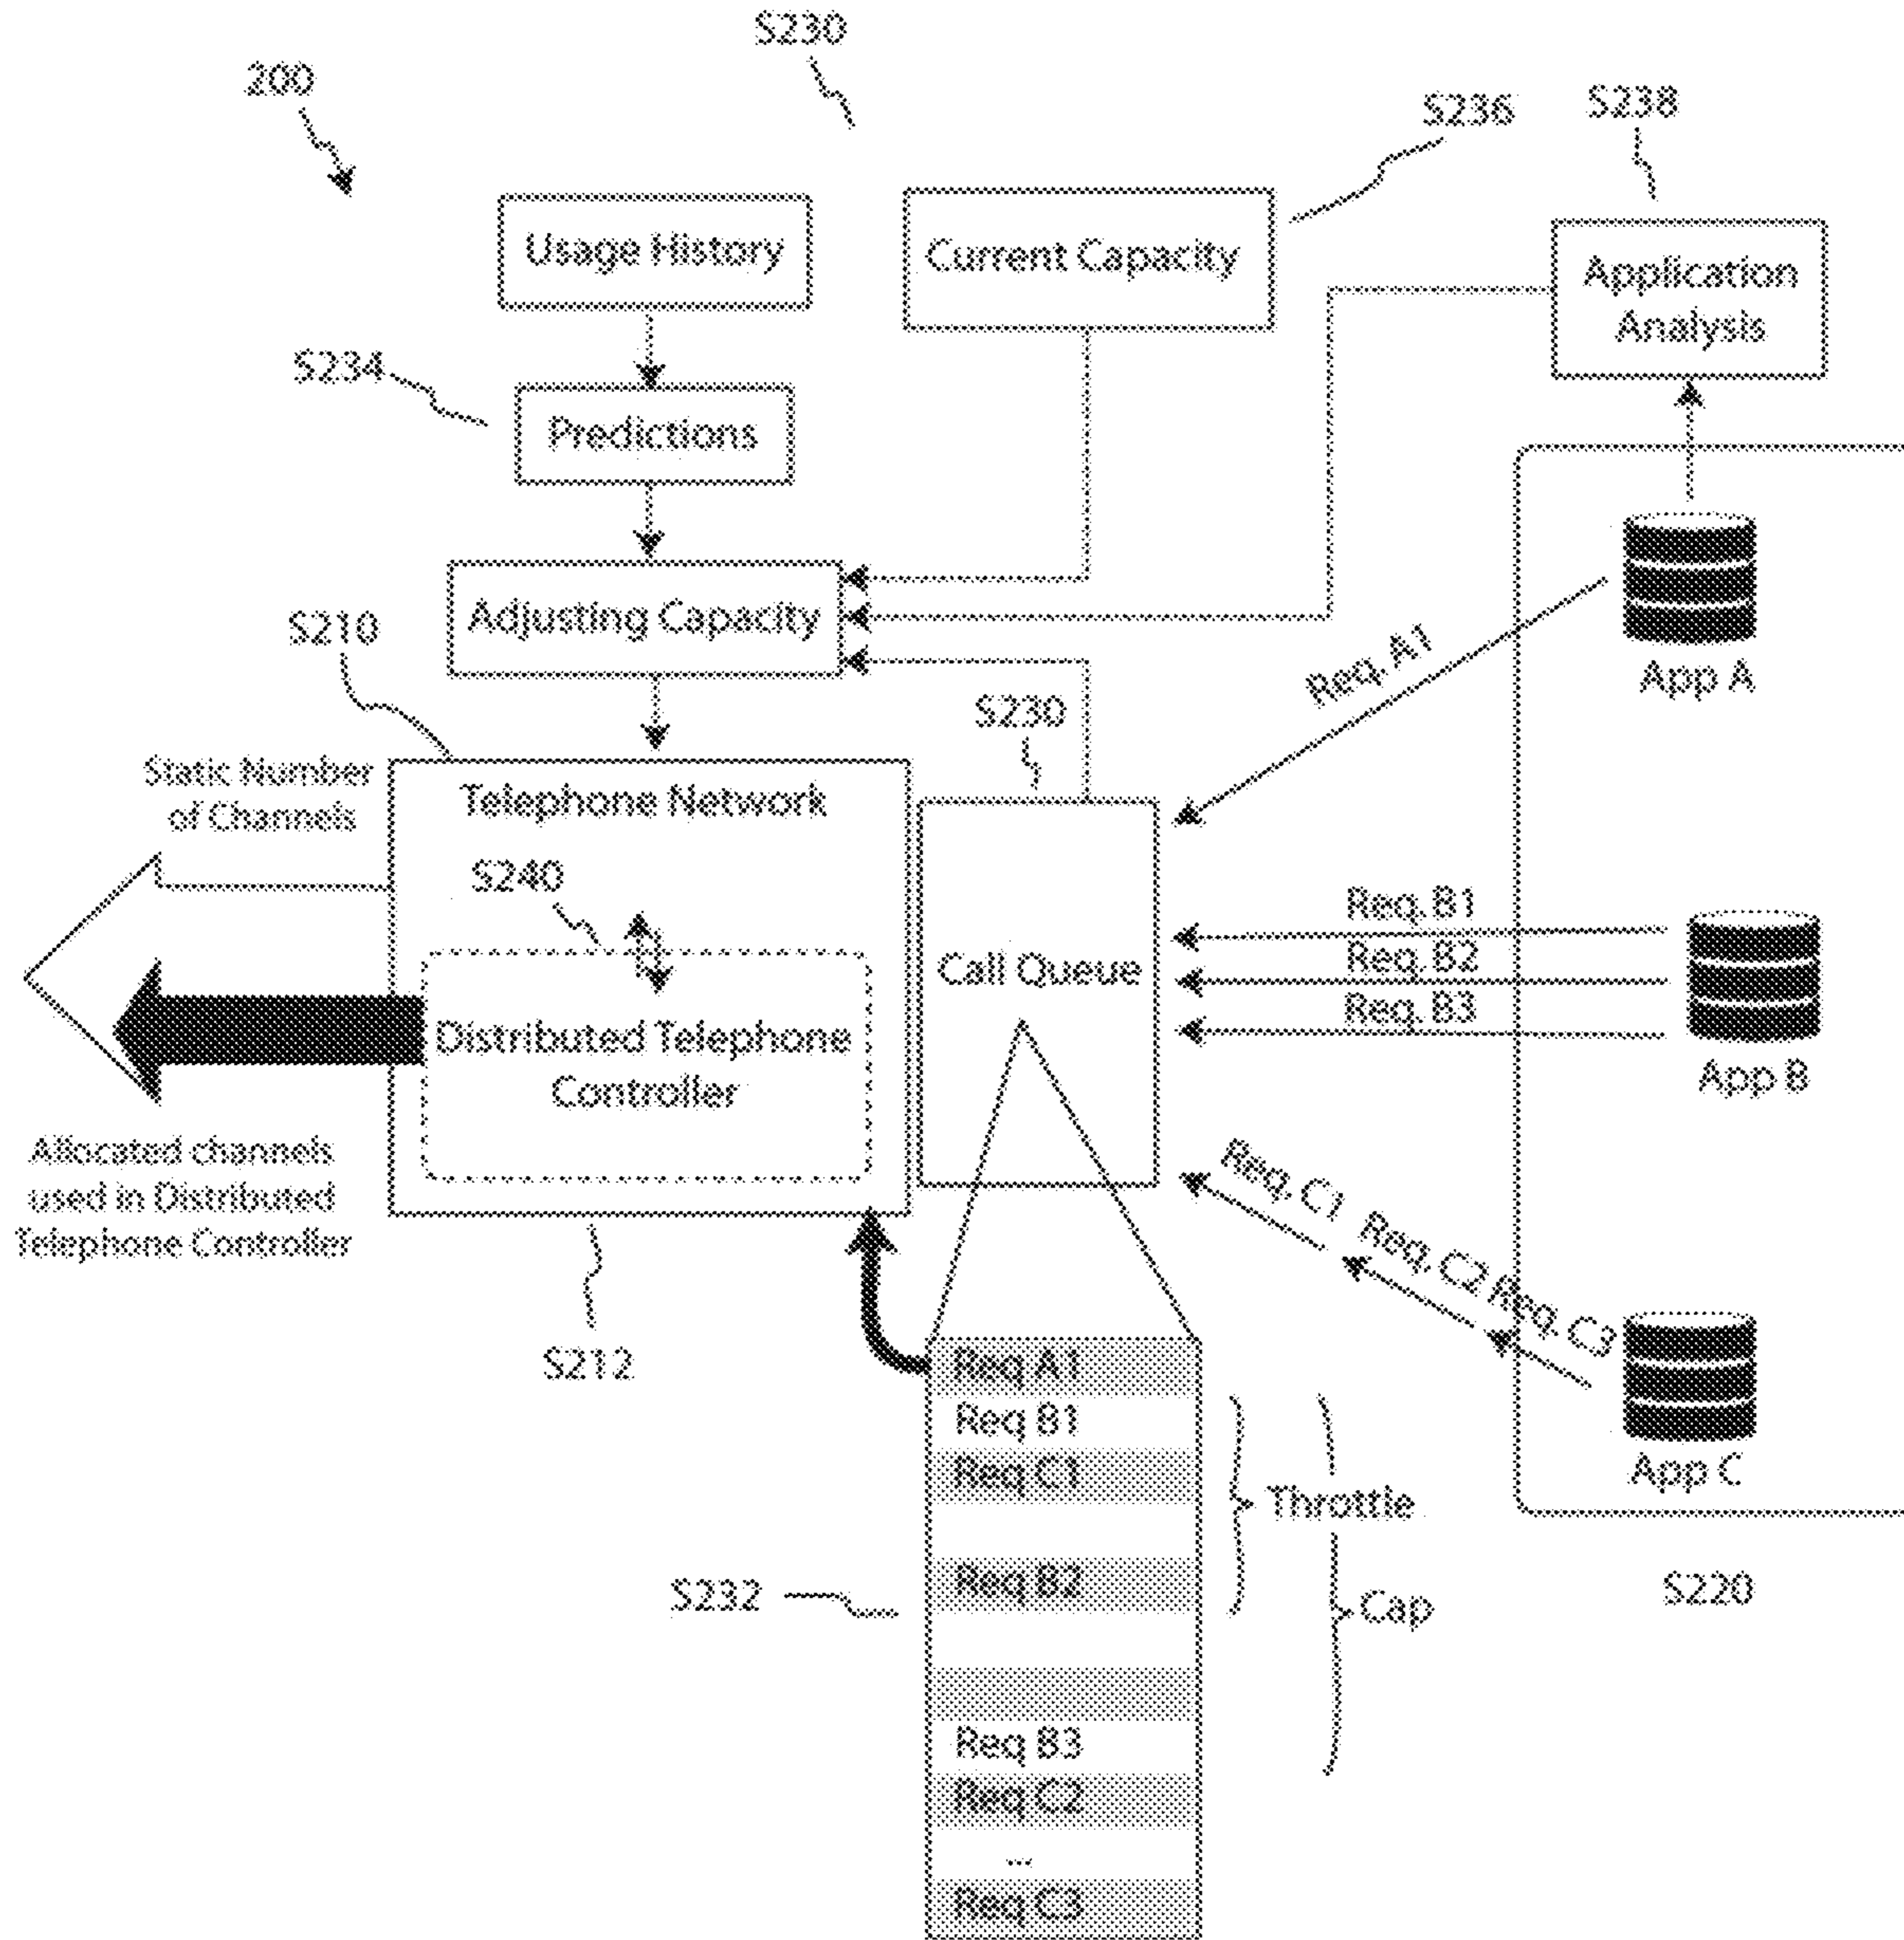 S230
200
S236
S238
Usage History
Current Capacity
Application
Analysis
S234
Predictions
Adjusting Capacity
S210
Req. A1
App A
S230
Static Number
of Channels
Telephone Network
S240
Call Queue
Req. B1
Req. B2
Req. B3
App B
Distributed Telephone
Controller
Allocated channels
used in Distributed
Telephone Controller
Req. C1
Req. C2
Req. C3
App C
S212
Req A1
Req B1
Req C1
Throttle
Req B2
S232
Cap
S220
Req B3
Req C2
...
Req C3